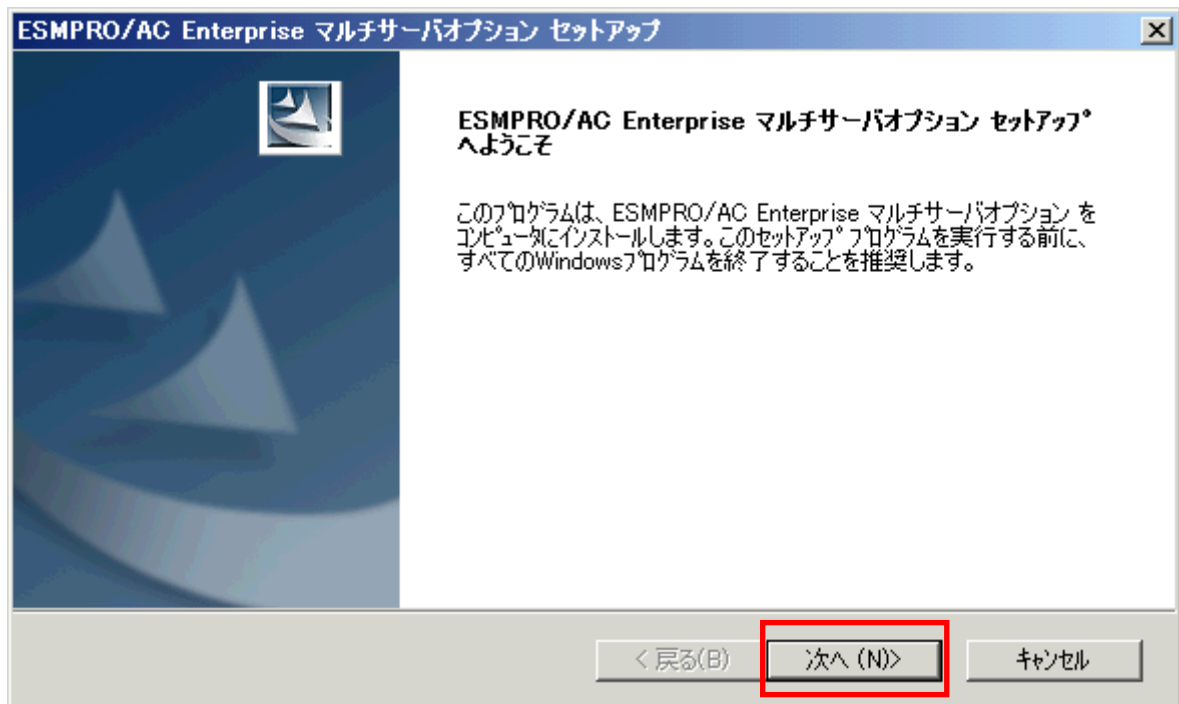 ESMPRO/AC Enterprise マルチサーバオプション セットアップ
ESMPRO/AC Enterprise マルチサーバオプション セットアップ
へようこそ
このプログラムは、ESMPRO/AC Enterprise マルチサーバオプション を
コンピュータにインストールします。このセットアップ プログラムを実行する前に、
すべてのWindowsプログラムを終了することを推奨します。
< 戻る(B)
次へ (N)>
キャンセル